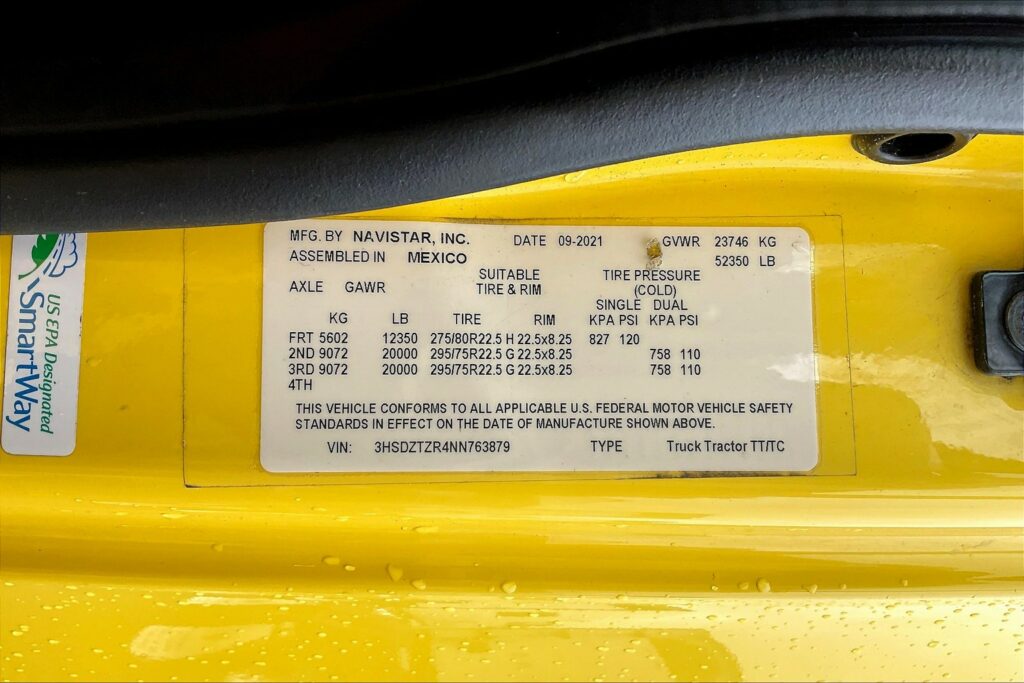 MFG. BY NAVISTAR, INC. DATE 09-2021 GVWR 23746 KG
ASSEMBLED IN MEXICO 52350 LB
SUITABLE TIRE PRESSURE
AXLE GAWR TIRE & RIM (COLD)
SINGLE DUAL
KG LB TIRE RIM KPA PSI KPA PSI
FRT 5602 12350 275/80R22.5 H 22.5x8.25 827 120
2ND 9072 20000 295/75R22.5 G 22.5x8.25 758 110
3RD 9072 20000 295/75R22.5 G 22.5x8.25 758 110
4TH
THIS VEHICLE CONFORMS TO ALL APPLICABLE U.S. FEDERAL MOTOR VEHICLE SAFETY
STANDARDS IN EFFECT ON THE DATE OF MANUFACTURE SHOWN ABOVE.
VIN: 3HSDZTZR4NN763879 TYPE Truck Tractor TT/TC
US EPA Designated
SmartWay